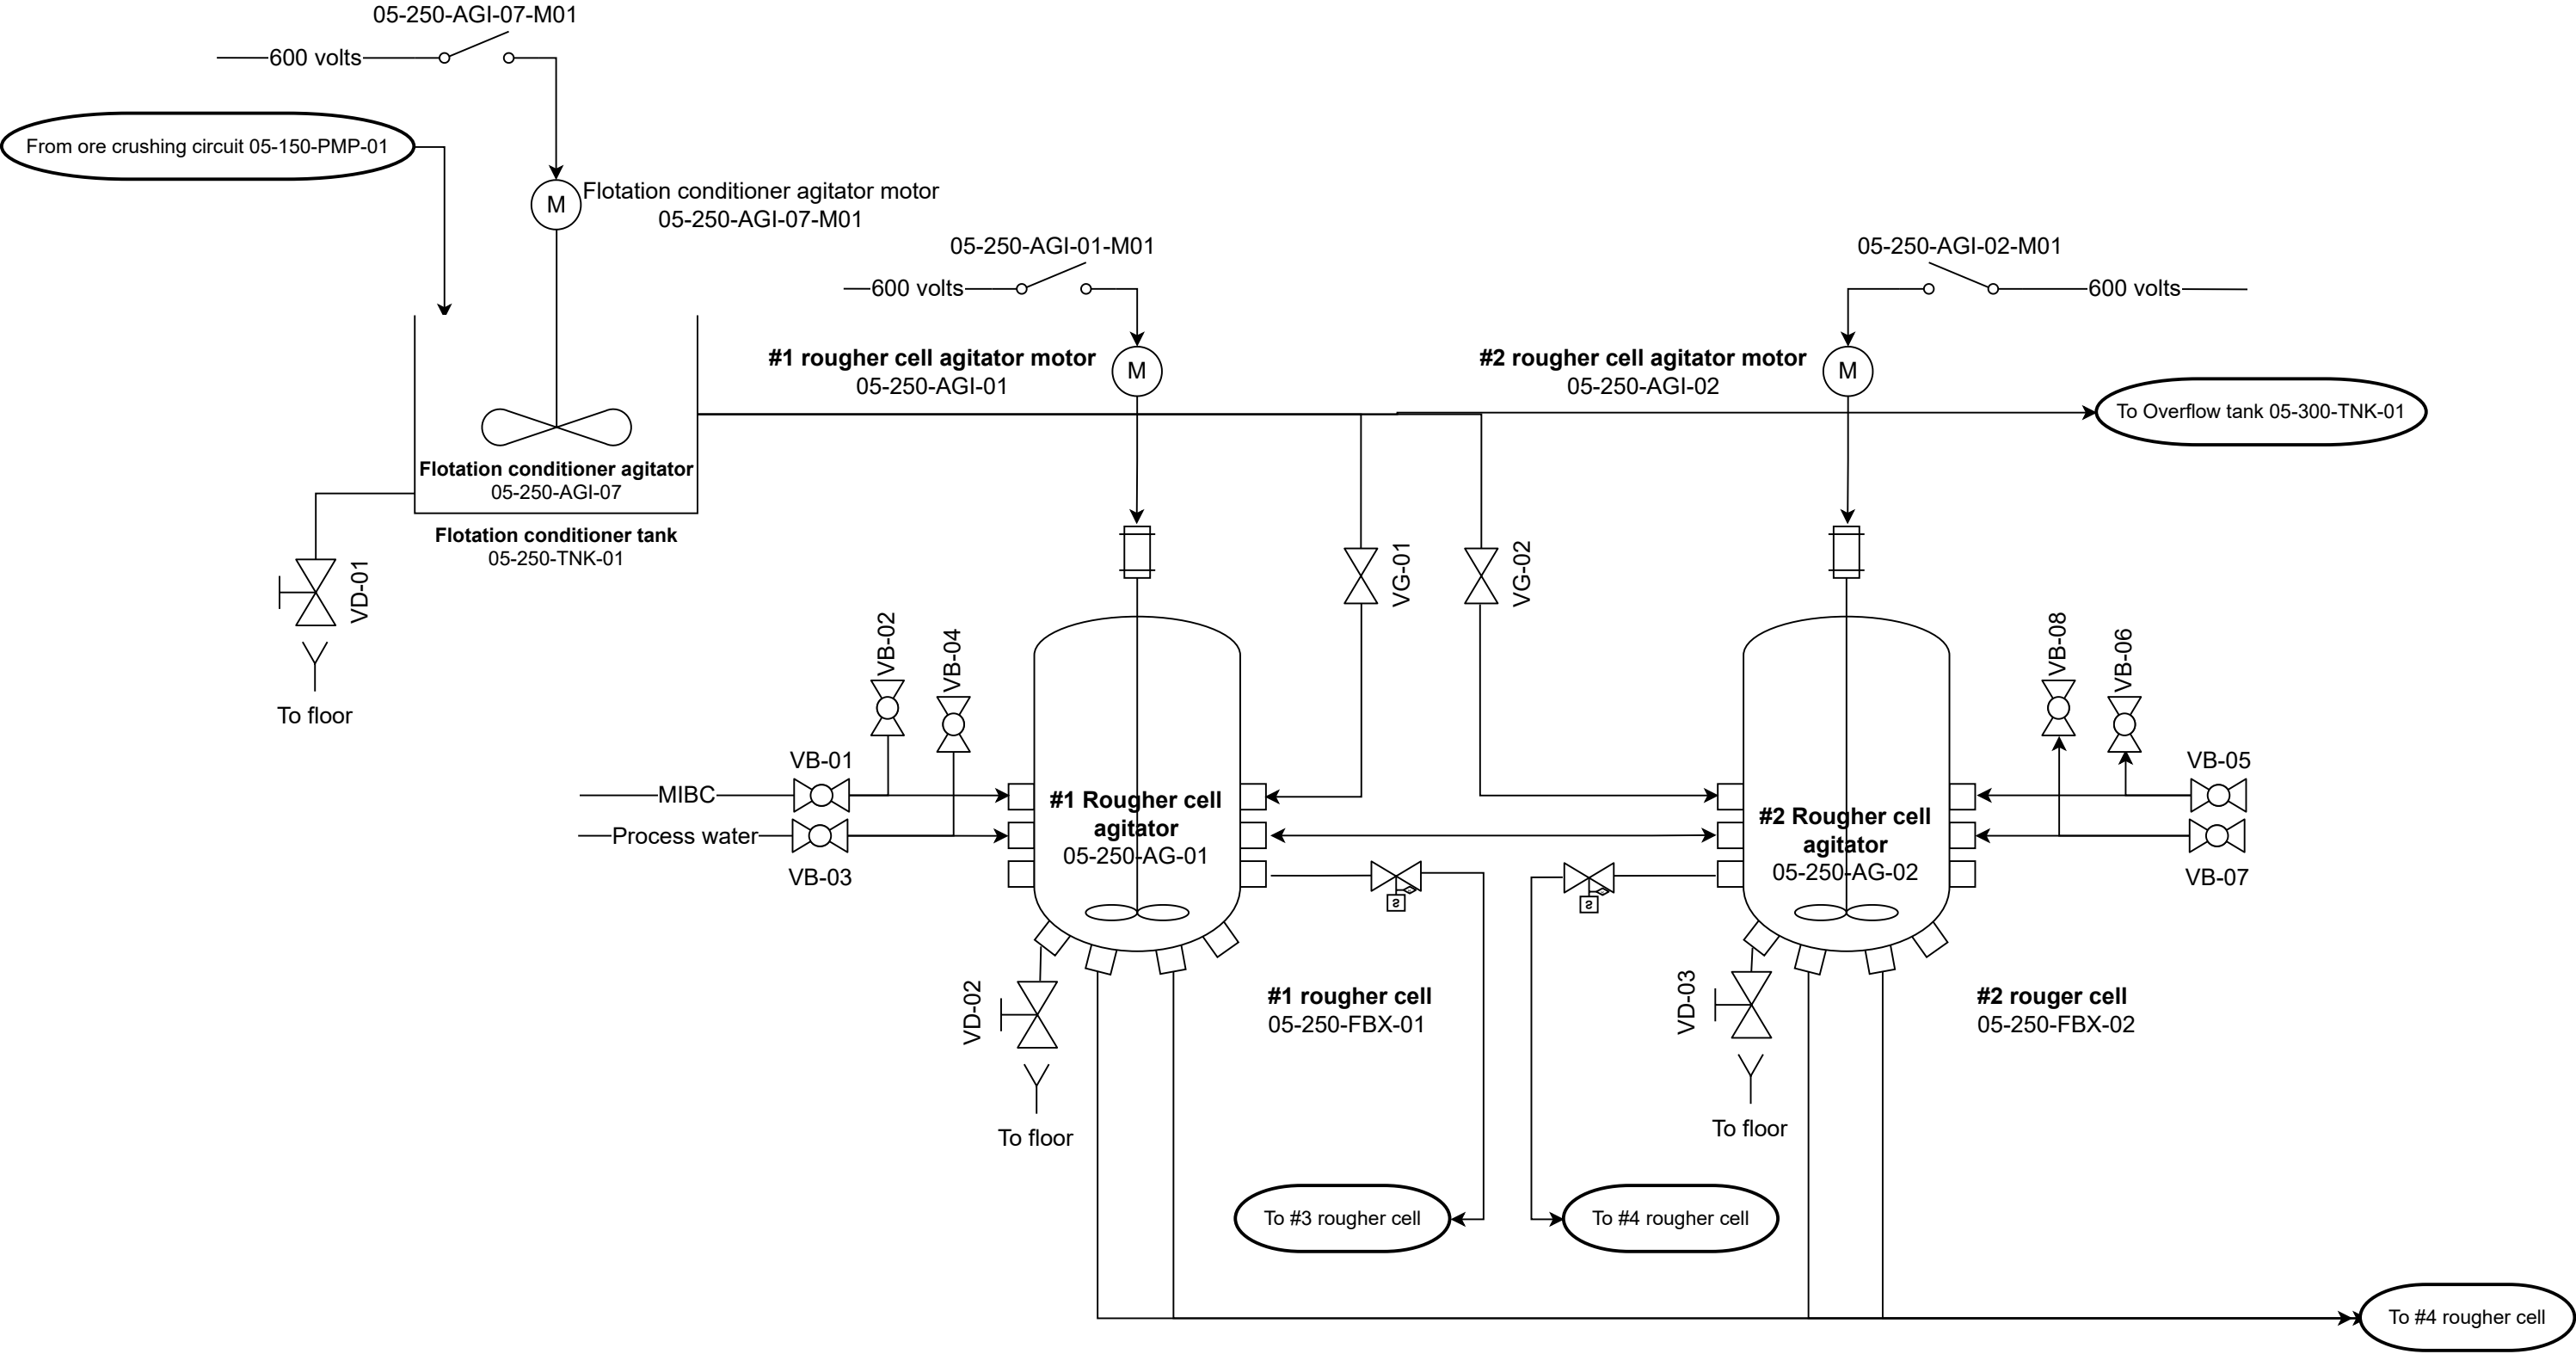 05-250-AGI-07-M01
600 volts
From ore crushing circuit 05-150-PMP-01
M
Flotation conditioner agitator motor
05-250-AGI-07-M01
05-250-AGI-01-M01
600 volts
05-250-AGI-02-M01
600 volts
#1 rougher cell agitator motor
05-250-AGI-01
M
#2 rougher cell agitator motor
05-250-AGI-02
M
To Overflow tank 05-300-TNK-01
Flotation conditioner agitator
05-250-AGI-07
Flotation conditioner tank
05-250-TNK-01
VD-01
To floor
VG-01
VG-02
VB-02
VB-04
VB-08
VB-06
VB-01
MIBC
Process water
VB-03
#1 Rougher cell
agitator
05-250-AG-01
#2 Rougher cell
agitator
05-250-AG-02
VB-05
VB-07
S
S
VD-02
To floor
#1 rougher cell
05-250-FBX-01
VD-03
To floor
#2 rouger cell
05-250-FBX-02
To #3 rougher cell
To #4 rougher cell
To #4 rougher cell